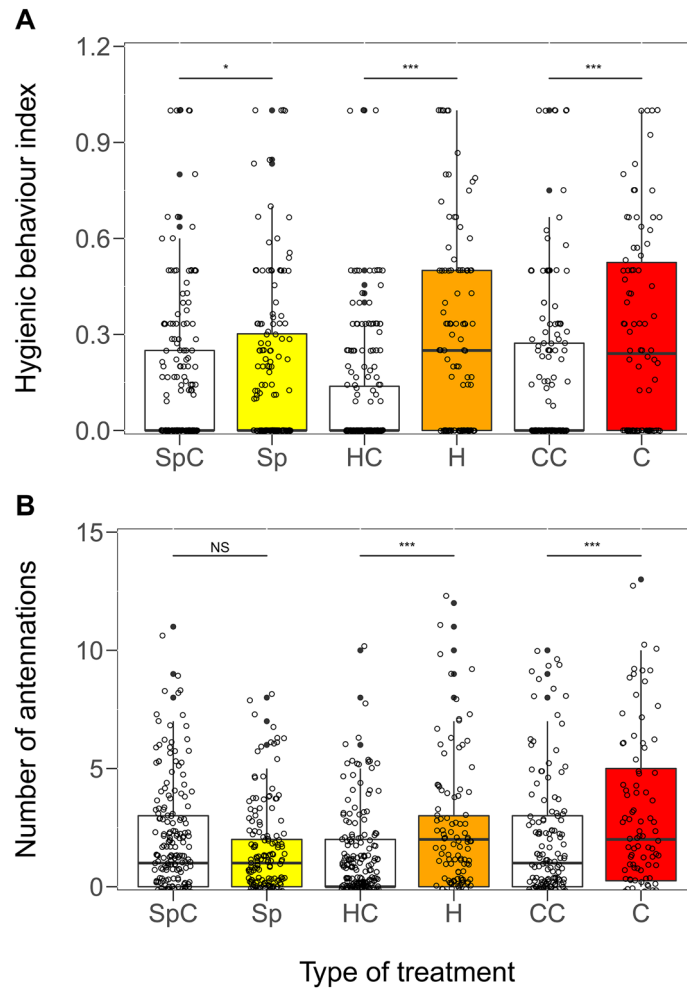 A
Hygienic behaviour index
1.2
0.9
0.6
0.3
0.0
* *** ***
SpC Sp HC H CC C
B
Number of antennations
15
10
5
0
NS *** ***
SpC Sp HC H CC C
Type of treatment